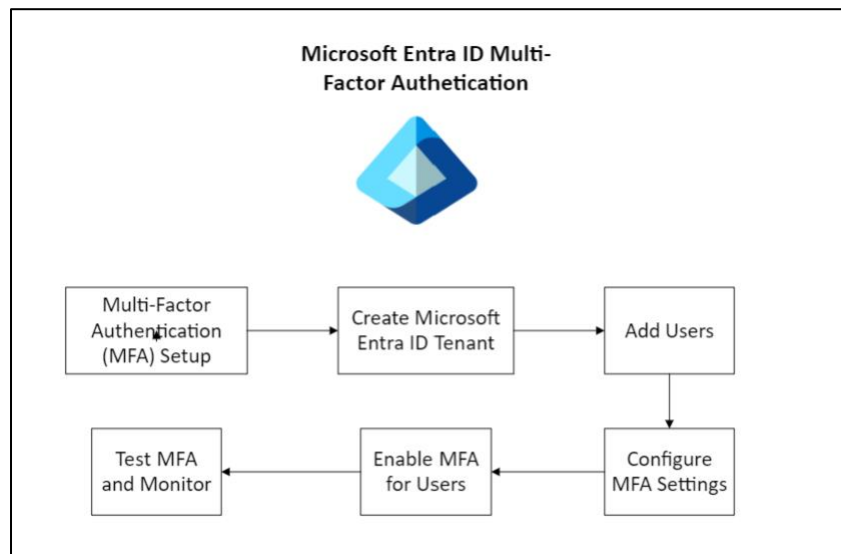 Microsoft Entra ID Multi-
Factor Authetication
Multi-Factor
Authentication
(MFA) Setup
Create Microsoft
Entra ID Tenant
Add Users
Configure
MFA Settings
Enable MFA
for Users
Test MFA
and Monitor